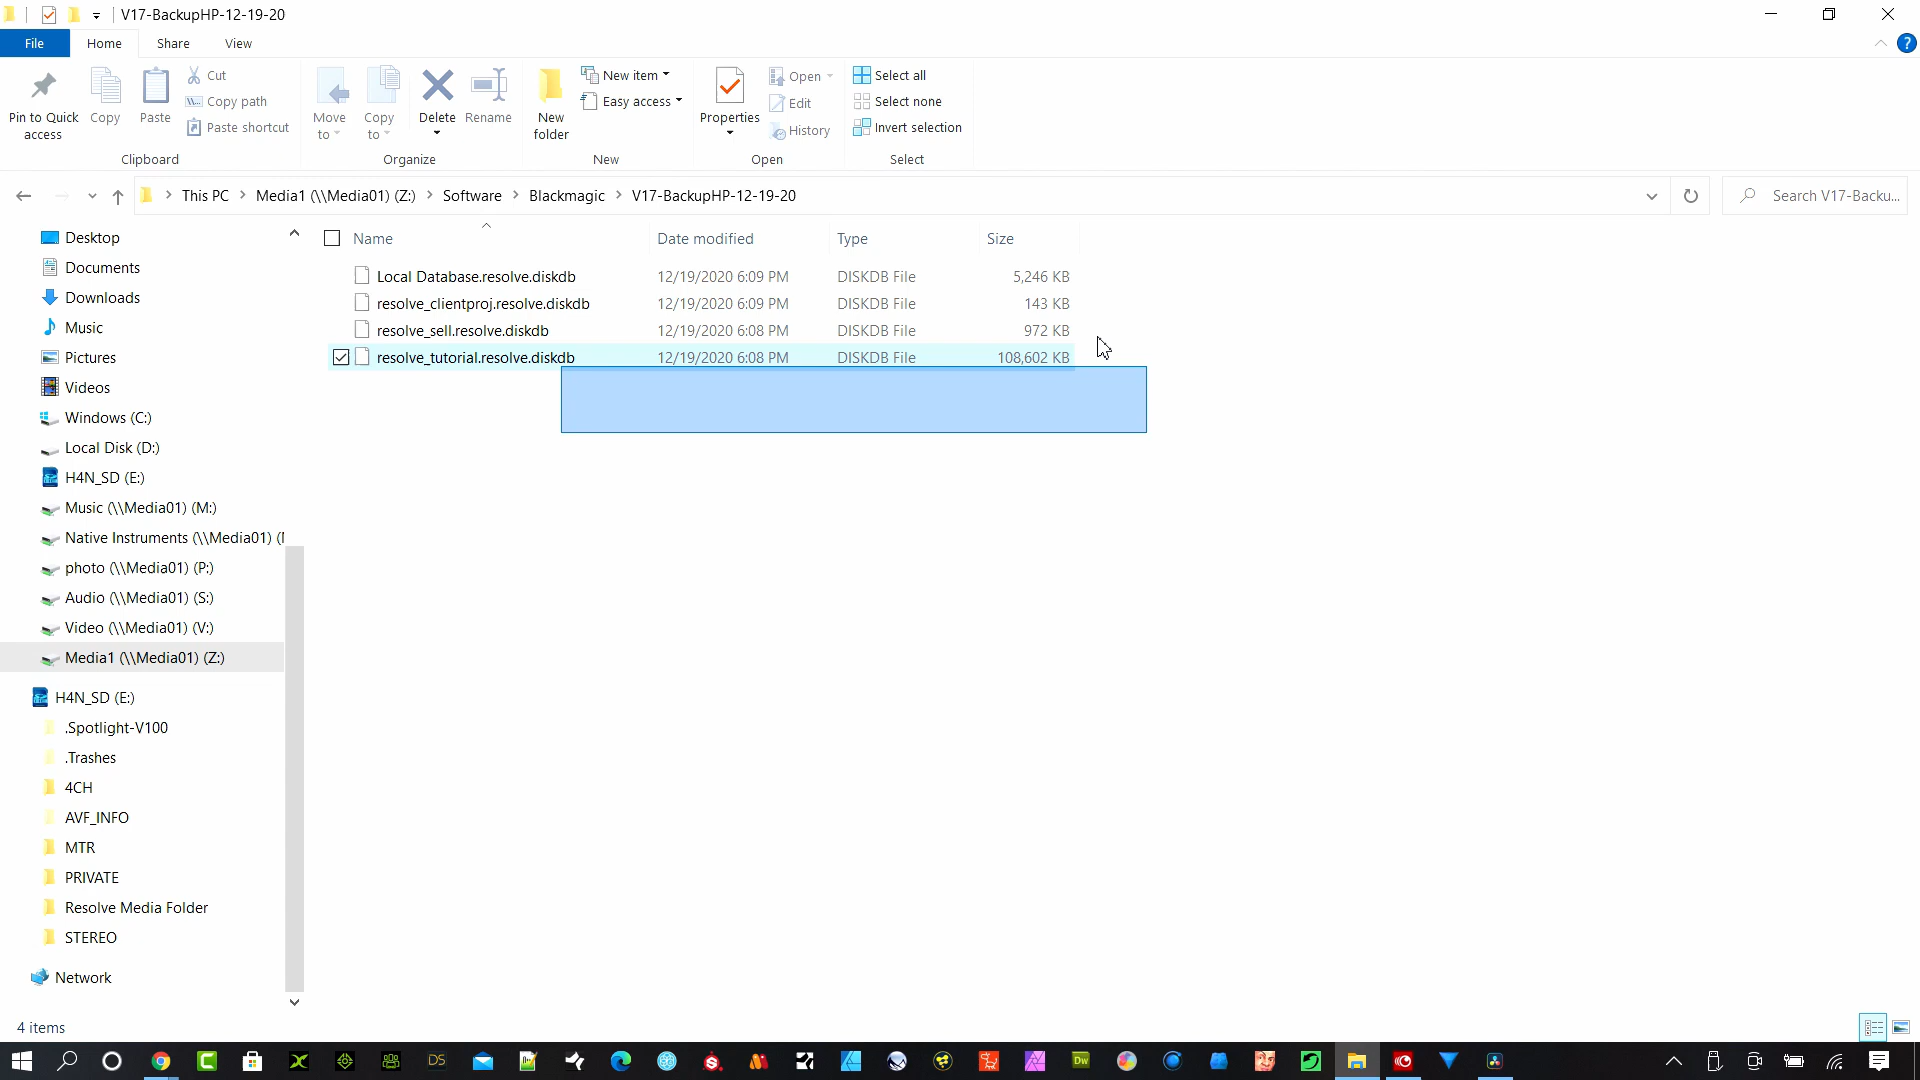 V17-BackupHP-12-19-20
File Home Share View
?
Pin to Quick access
Copy
Paste
Cut
Copy path
Paste shortcut
Clipboard
Move to
Copy to
Delete
Rename
Organize
New folder
New item
Easy access
New
Properties
Open
Edit
History
Open
Select all
Select none
Invert selection
Select
This PC Media1 (\\Media01) (Z:) Software Blackmagic V17-BackupHP-12-19-20
Search V17-Backu...
Name Date modified Type Size
Local Database.resolve.diskdb 12/19/2020 6:09 PM DISKDB File 5,246 KB
resolve_clientproj.resolve.diskdb 12/19/2020 6:09 PM DISKDB File 143 KB
resolve_sell.resolve.diskdb 12/19/2020 6:08 PM DISKDB File 972 KB
resolve_tutorial.resolve.diskdb 12/19/2020 6:08 PM DISKDB File 108,602 KB
Desktop
Documents
Downloads
Music
Pictures
Videos
Windows (C:)
Local Disk (D:)
H4N_SD (E:)
Music (\\Media01) (M:)
Native Instruments (\\Media01) (
photo (\\Media01) (P:)
Audio (\\Media01) (S:)
Video (\\Media01) (V:)
Media1 (\\Media01) (Z:)
H4N_SD (E:)
.Spotlight-V100
.Trashes
4CH
AVF_INFO
MTR
PRIVATE
Resolve Media Folder
STEREO
Network
4 items
DS
Dw